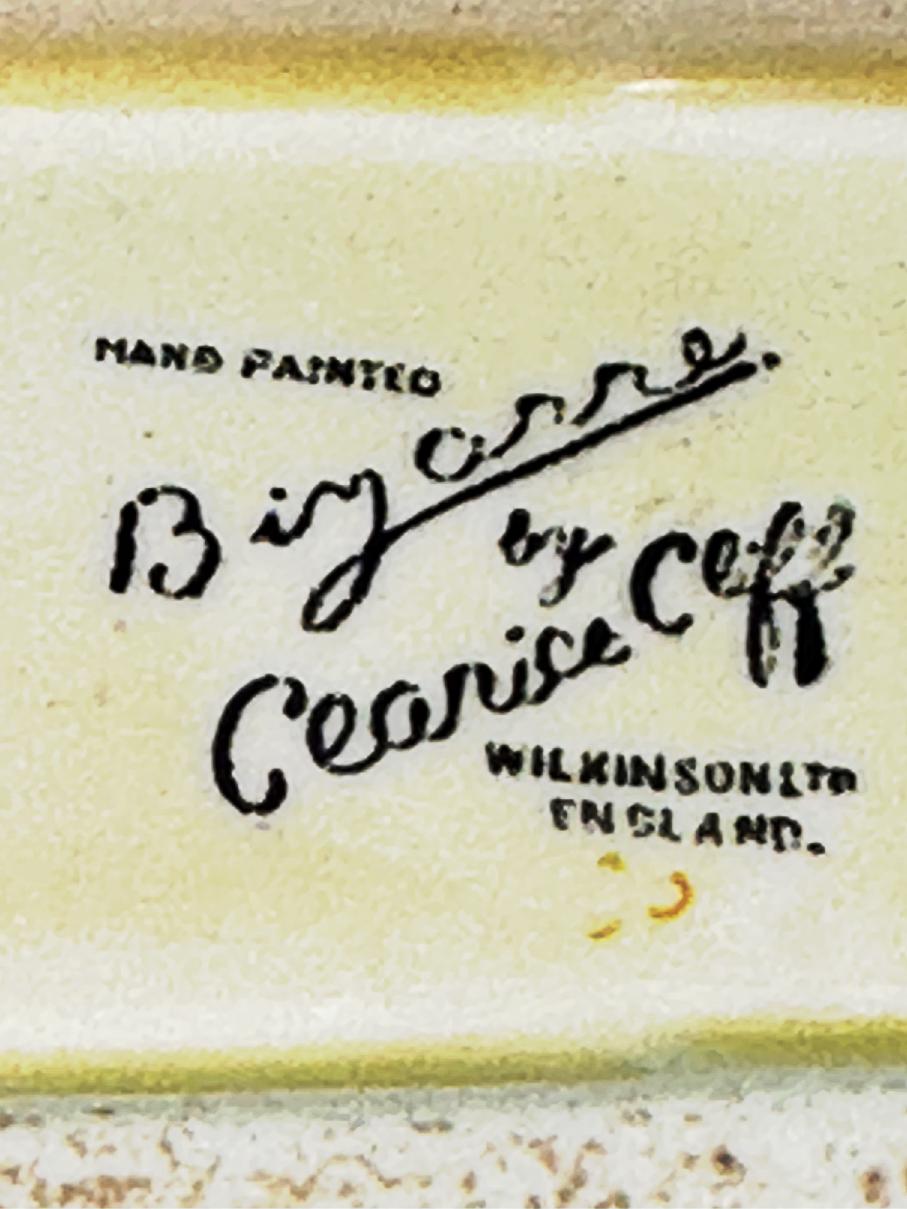 HAND PAINTED
Bizarre
by
Clarice Cliff
WILKINSON LTD
ENGLAND.